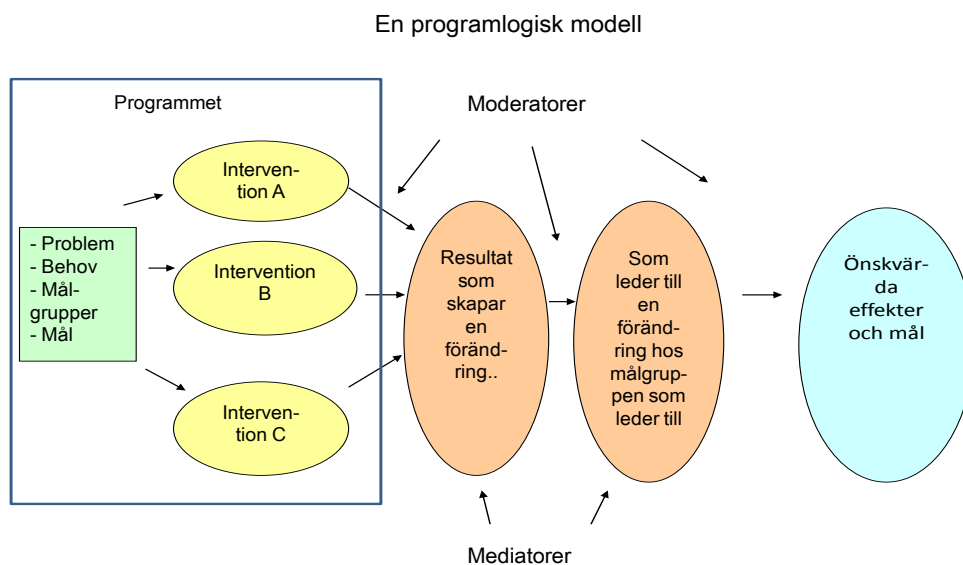 En programlogisk modell
Programmet
Moderatorer
Interven-
tion A
- Problem
- Behov
- Mål-
grupper
- Mål
Intervention
B
Interven-
tion C
Resultat
som
skapar
en
föränd-
ring..
Som
leder till
en
föränd-
ring hos
målgrup-
pen som
leder till
Önskvär-
da
effekter
och mål
Mediatorer